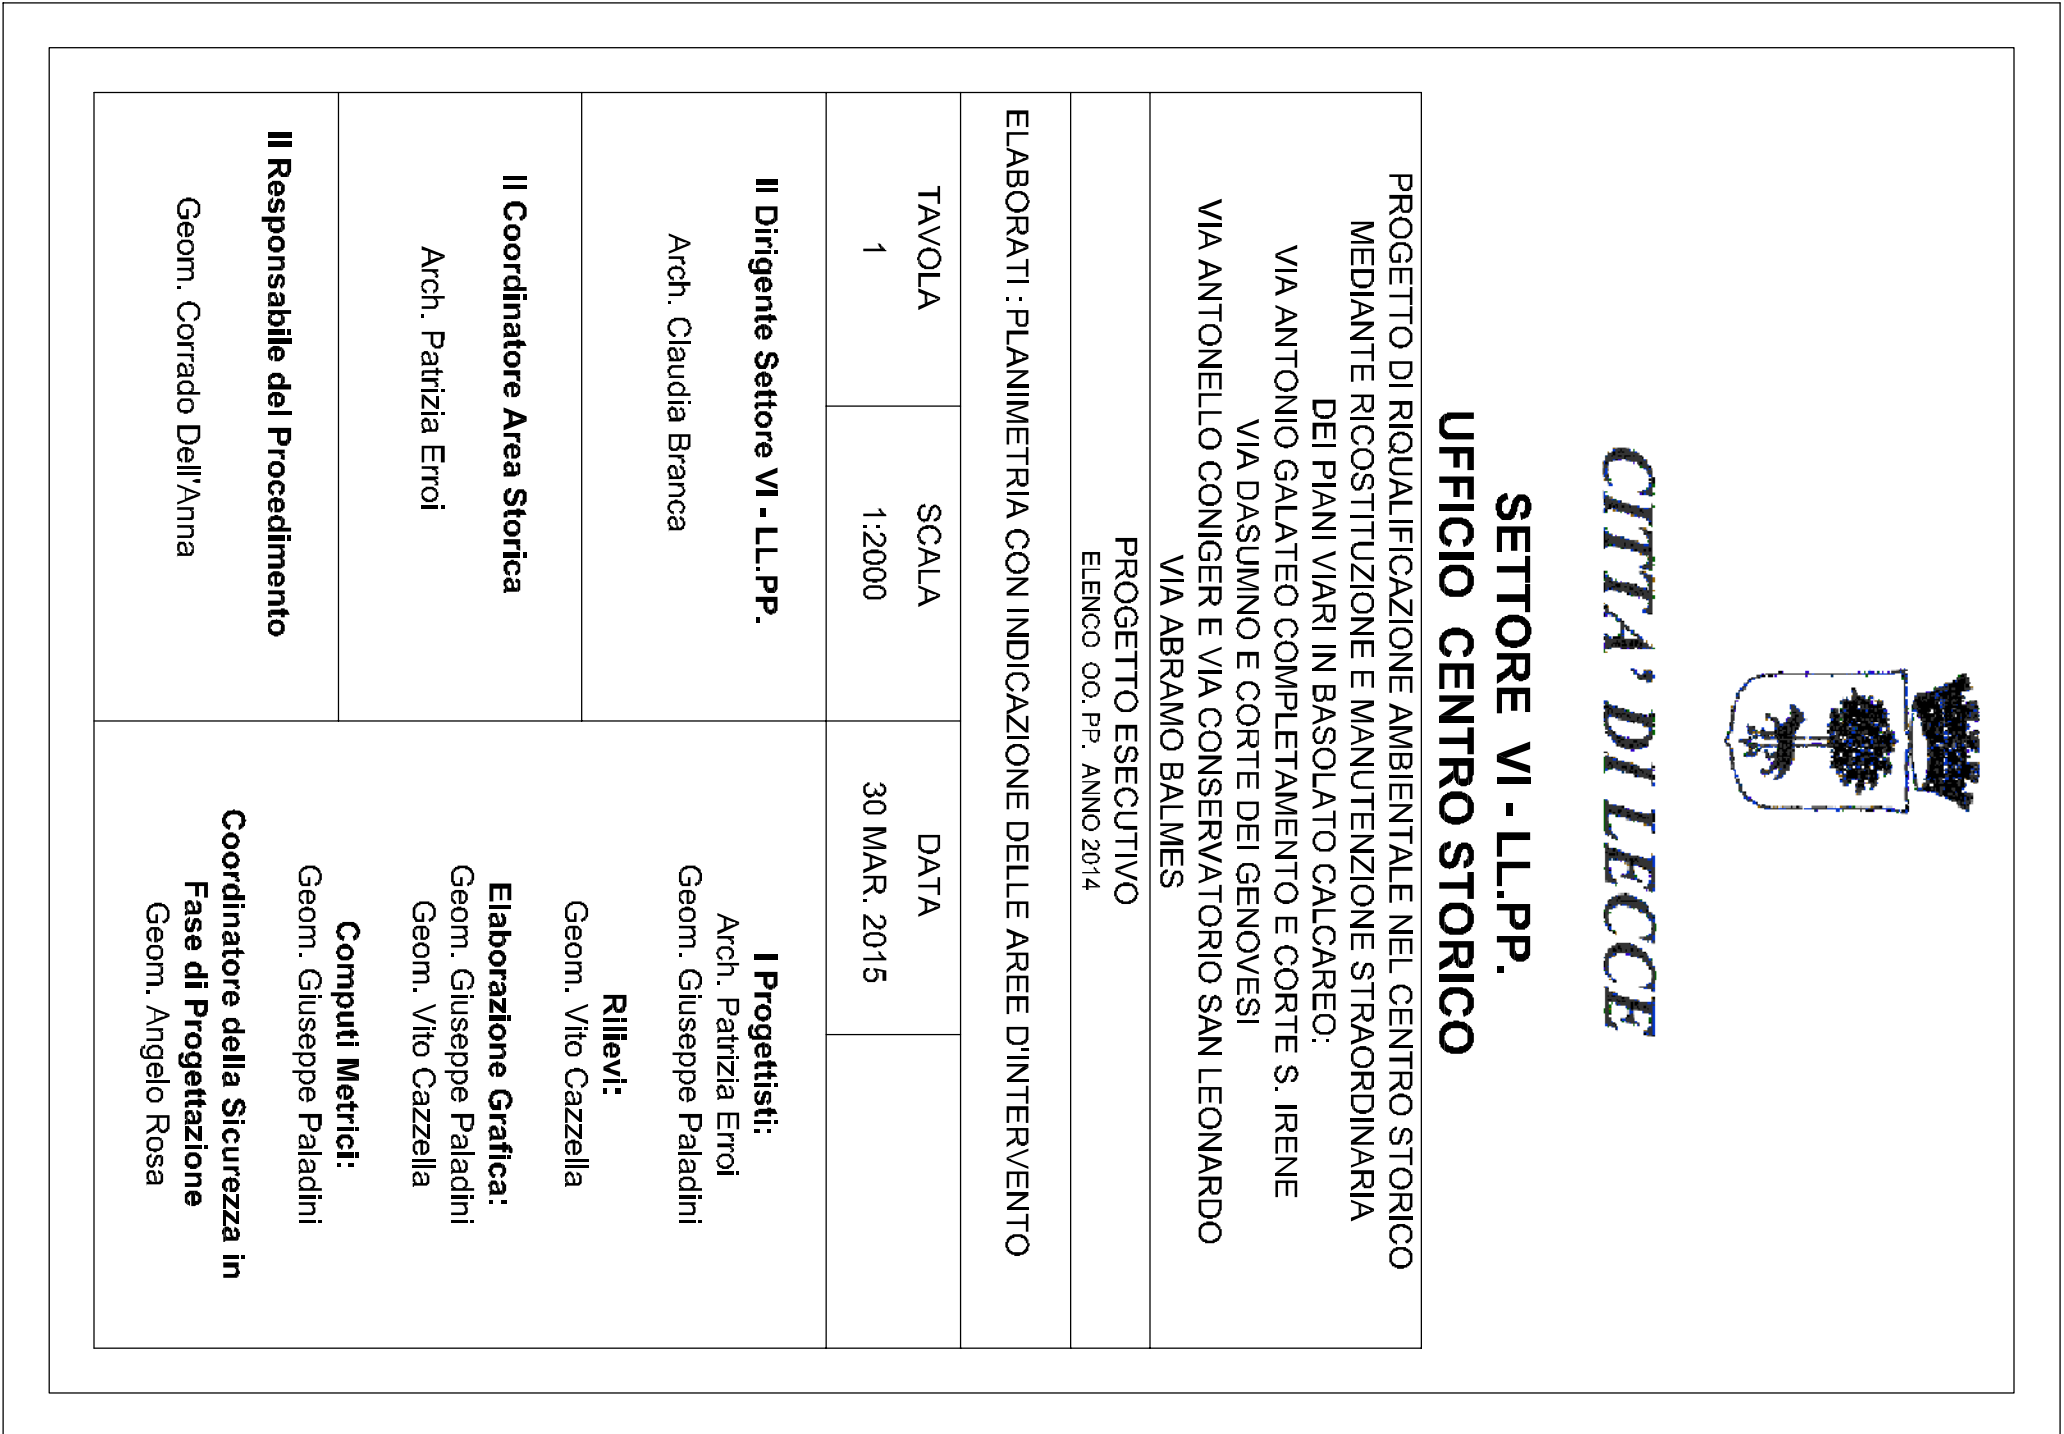 CITTA' DI LECCE
SETTORE VI - LL.PP.
UFFICIO CENTRO STORICO
PROGETTO DI RIQUALIFICAZIONE AMBIENTALE NEL CENTRO STORICO
MEDIANTE RICOSTITUZIONE E MANUTENZIONE STRAORDINARIA
DEI PIANI VIARI IN BASOLATO CALCAREO:
VIA ANTONIO GALATEO COMPLETAMENTO E CORTE S. IRENE
VIA DASUMNO E CORTE DEI GENOVESI
VIA ANTONELLO CONIGER E VIA CONSERVATORIO SAN LEONARDO
VIA ABRAMO BALMES
PROGETTO ESECUTIVO
ELENCO OO. PP. ANNO 2014
ELABORATI : PLANIMETRIA CON INDICAZIONE DELLE AREE D'INTERVENTO
TAVOLA SCALA DATA
1 1:2000 30 MAR. 2015
Il Dirigente Settore VI - LL.PP.
Arch. Claudia Branca
Il Coordinatore Area Storica
Arch. Patrizia Erroi
Il Responsabile del Procedimento
Geom. Corrado Dell'Anna
I Progettisti:
Arch. Patrizia Erroi
Geom. Giuseppe Paladini
Rilievi:
Geom. Vito Cazzella
Elaborazione Grafica:
Geom. Giuseppe Paladini
Geom. Vito Cazzella
Computi Metrici:
Geom. Giuseppe Paladini
Coordinatore della Sicurezza in
Fase di Progettazione
Geom. Angelo Rosa